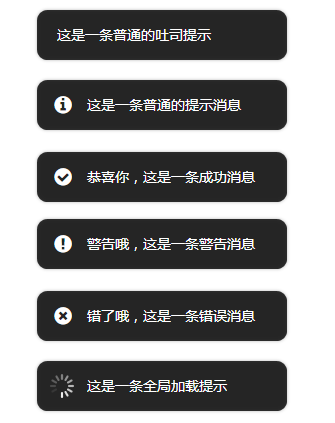 这是一条普通的吐司提示
这是一条普通的提示消息
恭喜你，这是一条成功消息
警告哦，这是一条警告消息
错了哦，这是一条错误消息
这是一条全局加载提示